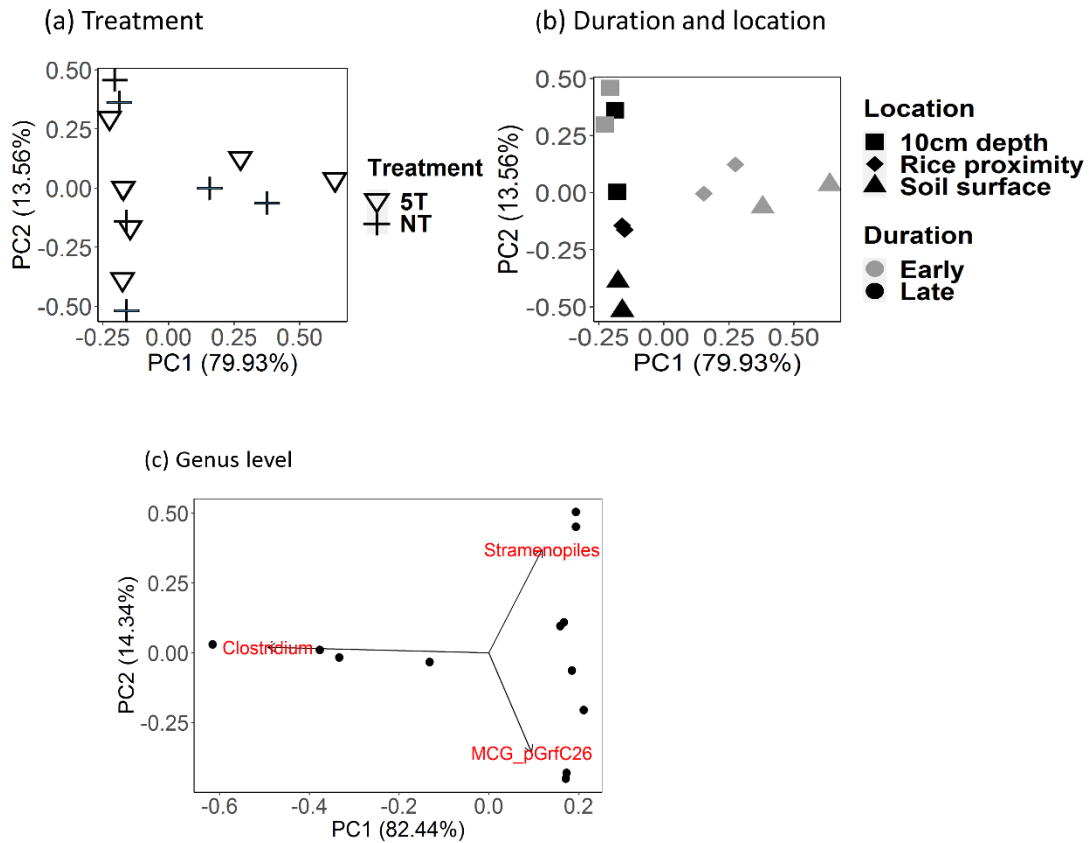 (a) Treatment
0.50
0.25
0.00
-0.25
-0.50
PC2 (13.56%)
-0.25 0.00 0.25 0.50
PC1 (79.93%)
Treatment
5T
NT
(b) Duration and location
0.50
0.25
0.00
-0.25
-0.50
PC2 (13.56%)
-0.25 0.00 0.25 0.50
PC1 (79.93%)
Location
10cm depth
Rice proximity
Soil surface
Duration
Early
Late
(c) Genus level
0.50
0.25
0.00
-0.25
PC2 (14.34%)
Stramenopiles
Clostridium
MCG_pGrfC26
-0.6 -0.4 -0.2 0.0 0.2
PC1 (82.44%)